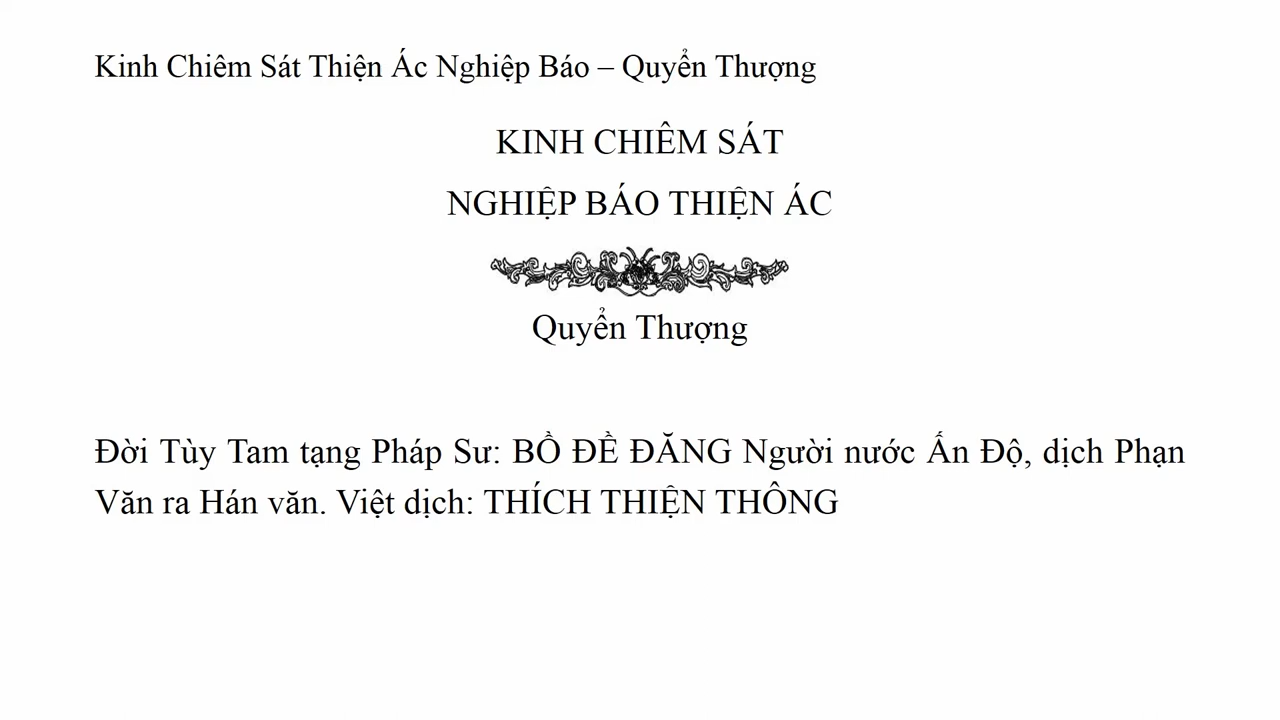 Kinh Chiêm Sát Thiện Ác Nghiệp Báo – Quyển Thượng
KINH CHIÊM SÁT
NGHIỆP BÁO THIỆN ÁC
Quyển Thượng
Đời Tùy Tam tạng Pháp Sư: BỒ ĐỀ ĐĂNG Người nước Ấn Độ, dịch Phạn
Văn ra Hán văn. Việt dịch: THÍCH THIỆN THÔNG